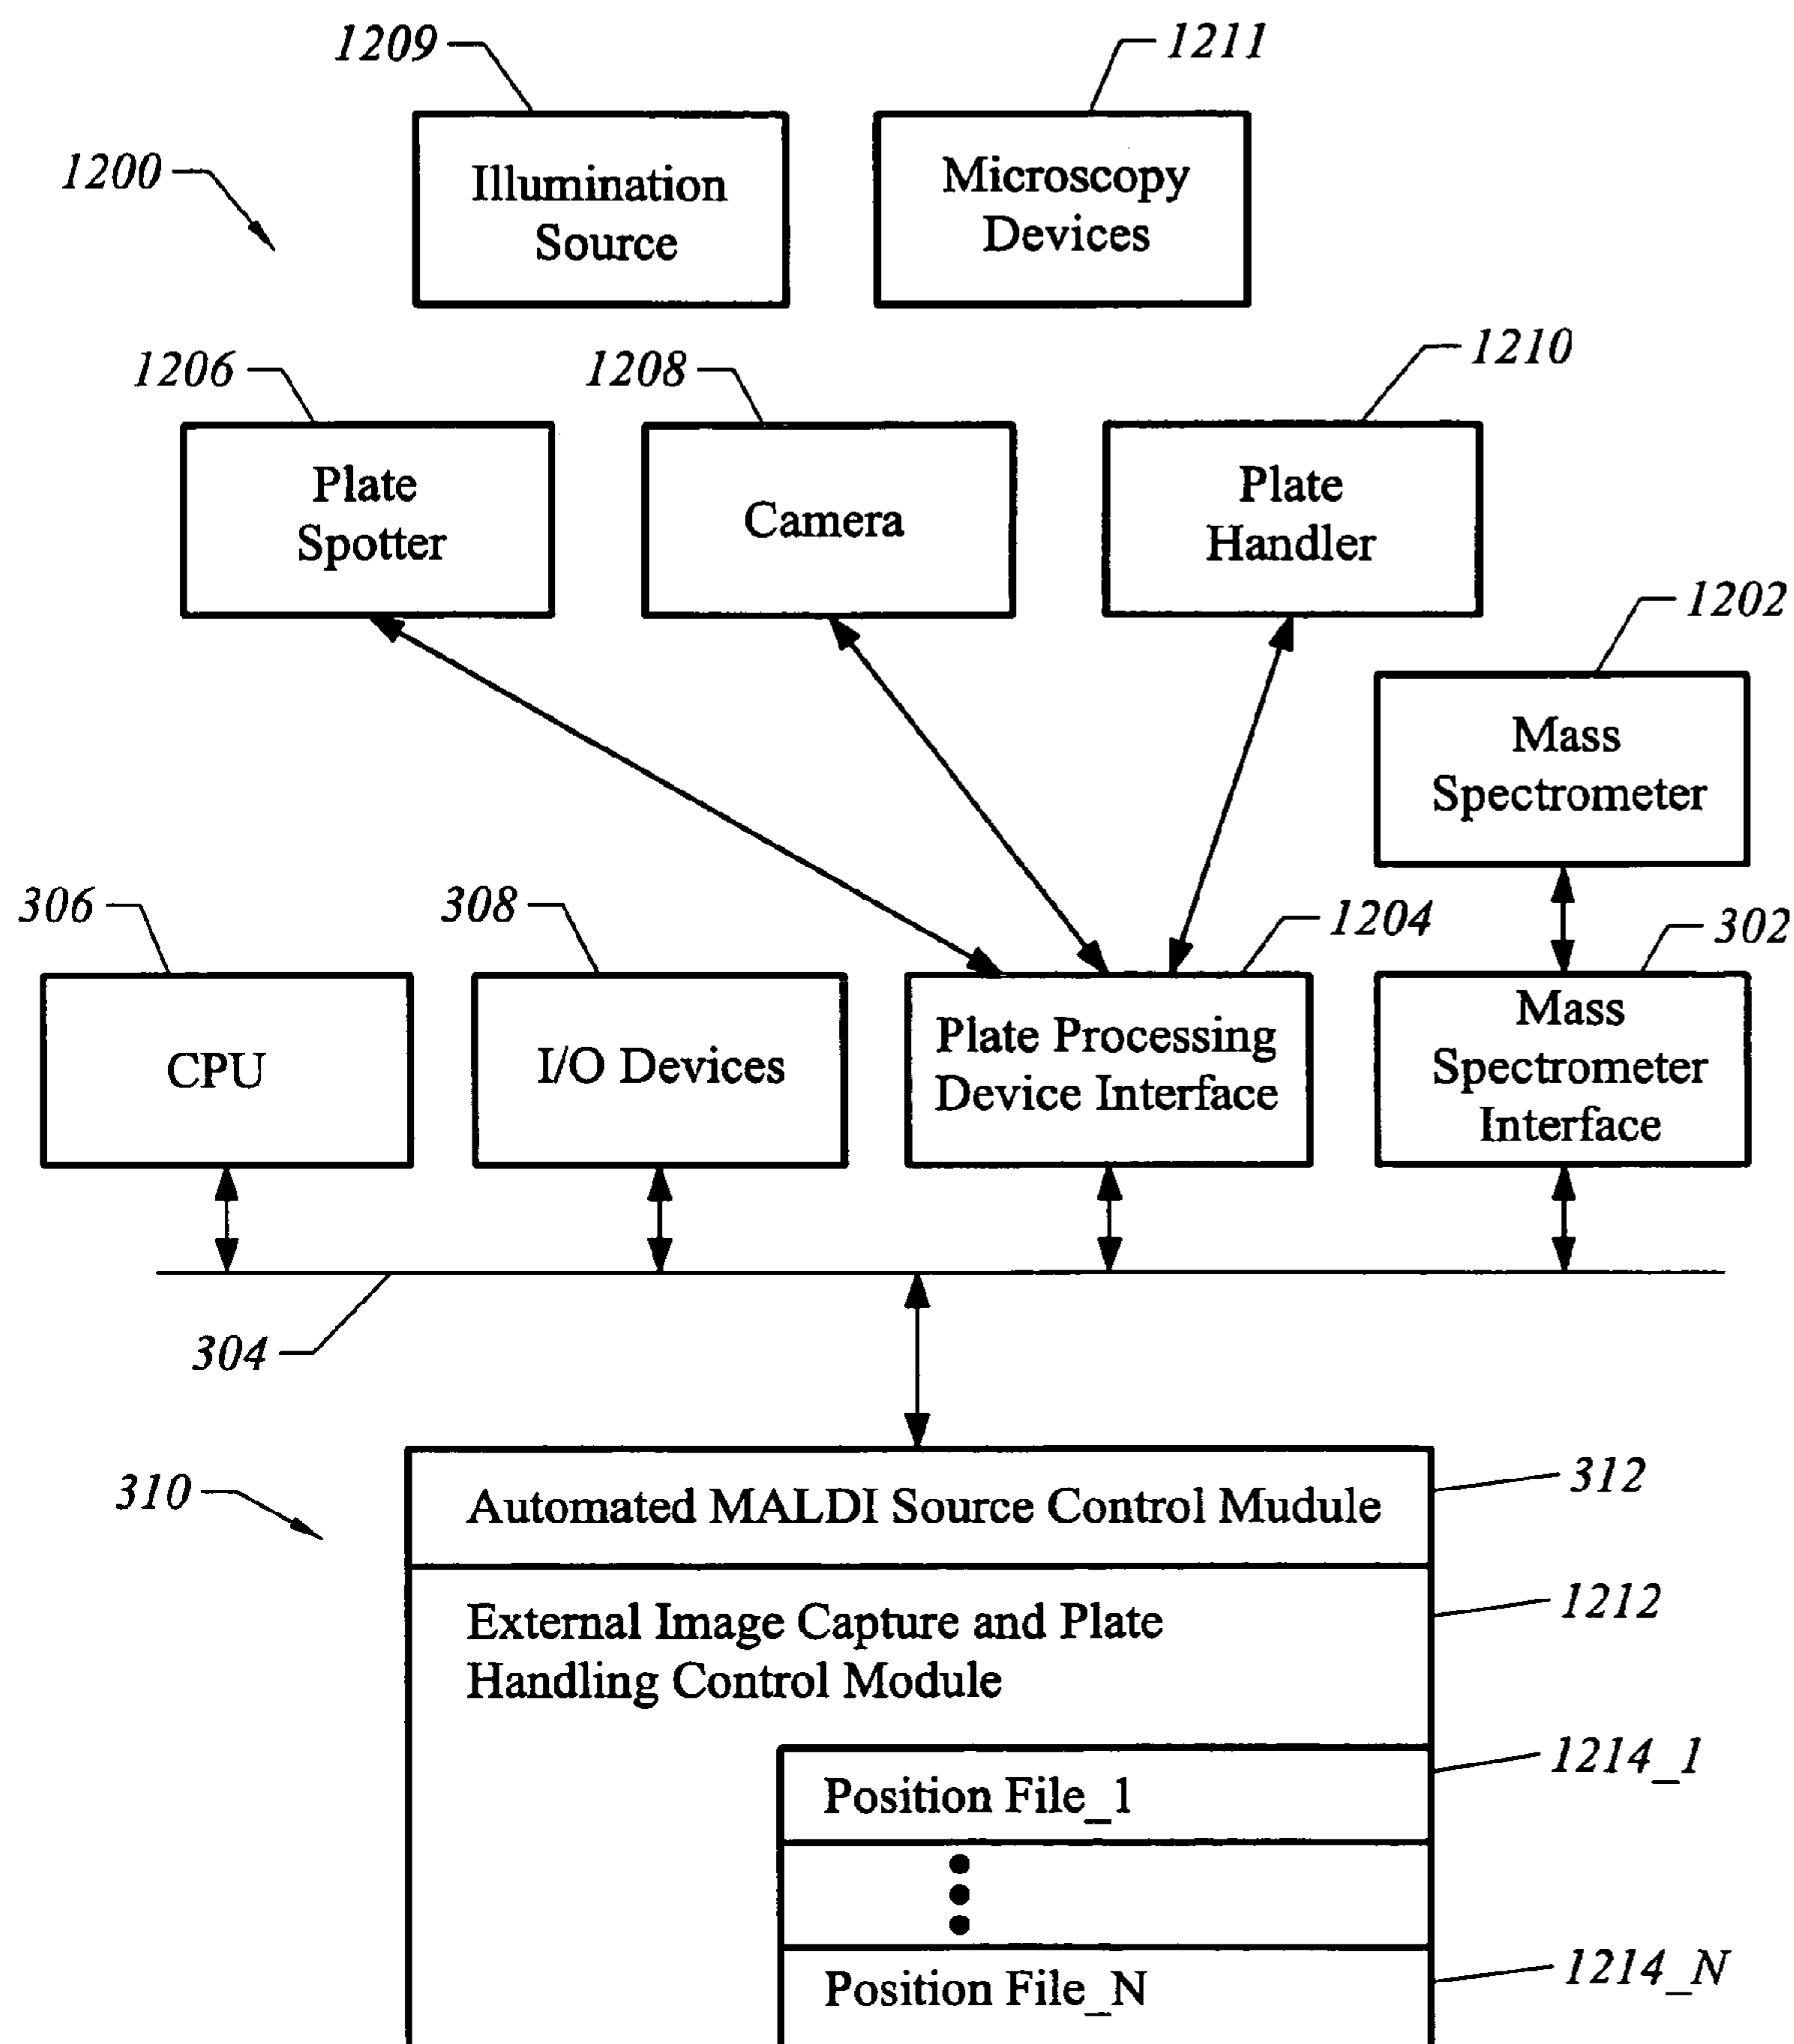 1209
1211
1200
Illumination
Source
Microscopy
Devices
1206
1208
1210
Plate
Spotter
Camera
Plate
Handler
1202
Mass
Spectrometer
306
308
1204
302
CPU
I/O Devices
Plate Processing
Device Interface
Mass
Spectrometer
Interface
304
310
312
Automated MALDI Source Control Mudule
1212
External Image Capture and Plate
Handling Control Module
1214_1
Position File_1
1214_N
Position File_N